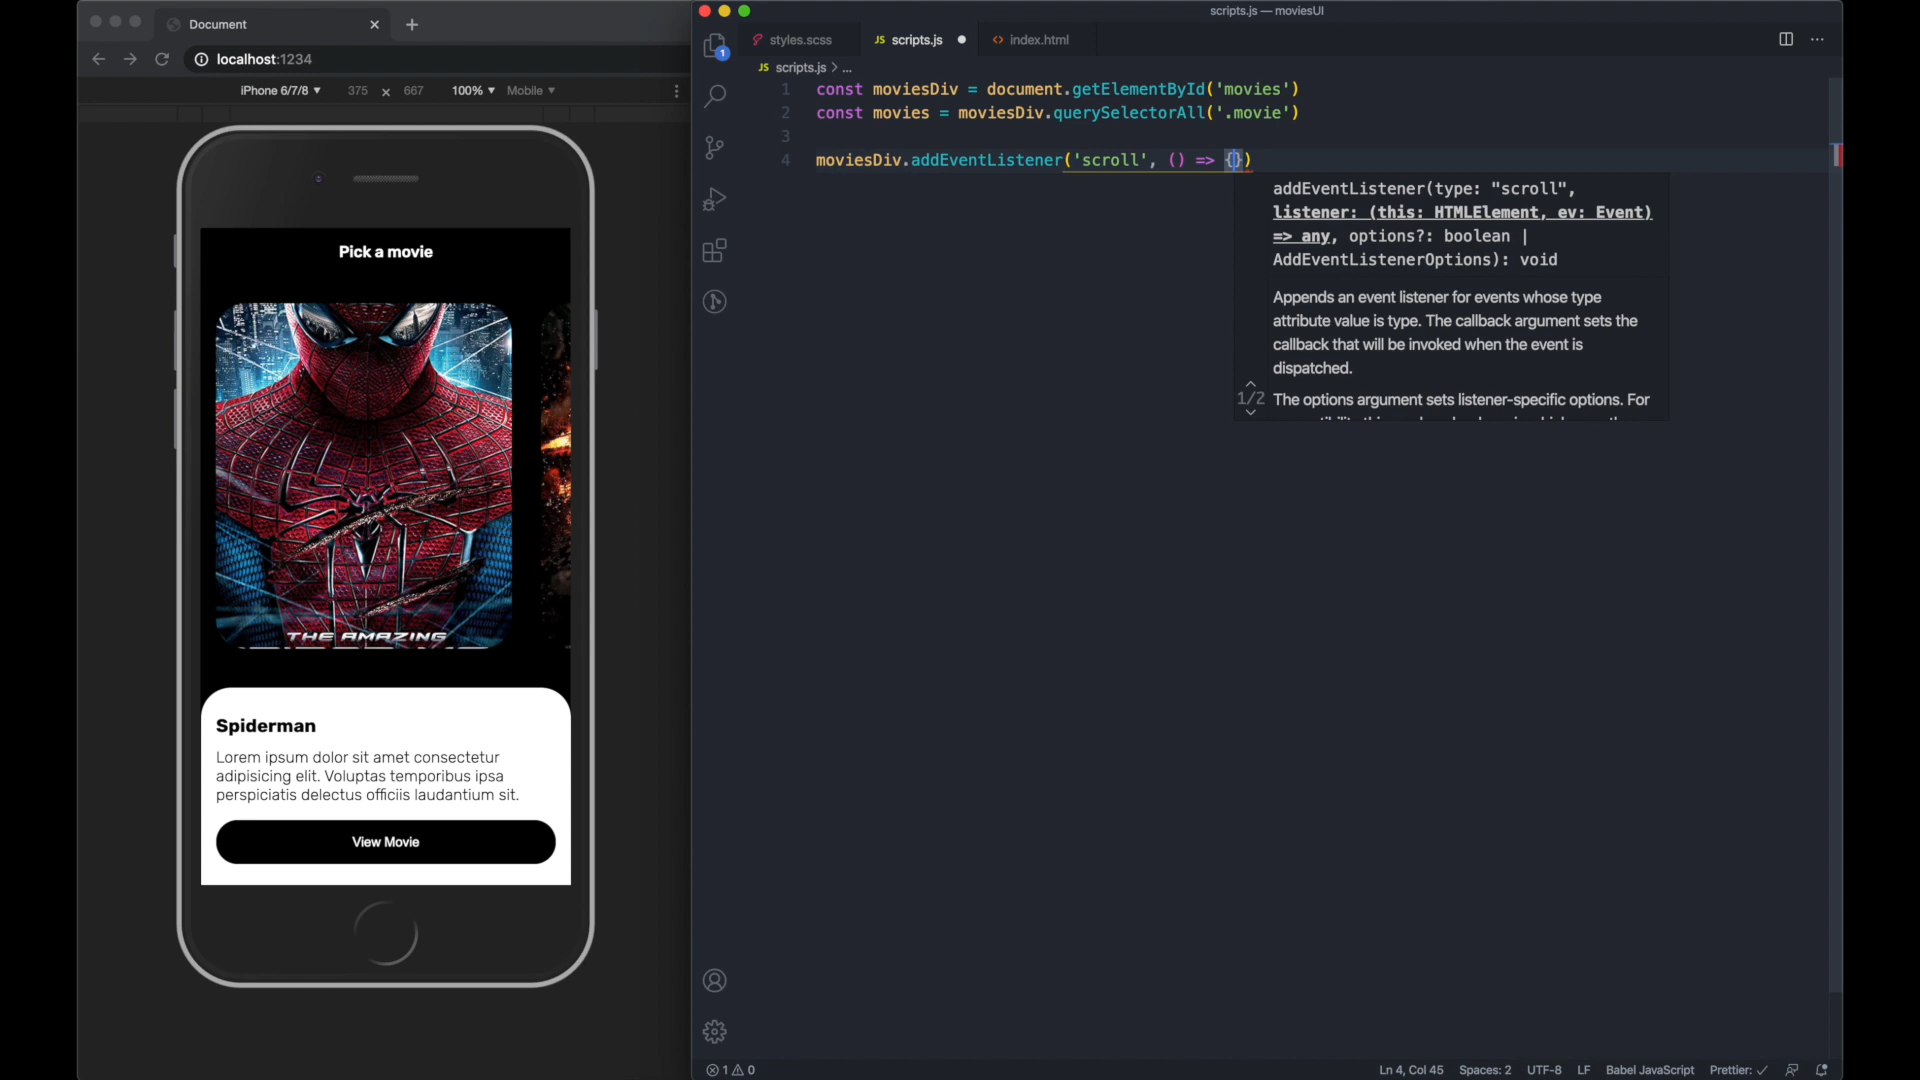 Document
localhost:1234
iPhone 6/7/8 ▼ 375 × 667 100% ▼ Mobile ▼
Pick a movie
THE AMAZING
Spiderman
Lorem ipsum dolor sit amet consectetur
adipisicing elit. Voluptas temporibus ipsa
perspiciatis delectus officiis laudantium sit.
View Movie
scripts.js — moviesUI
1
styles.scss
JS scripts.js
<> index.html
JS scripts.js > ...
1 const moviesDiv = document.getElementById('movies')
2 const movies = moviesDiv.querySelectorAll('.movie')
3
4 moviesDiv.addEventListener('scroll', () => {})
addEventListener(type: "scroll",
listener: (this: HTMLElement, ev: Event)
=> any, options?: boolean |
AddEventListenerOptions): void
Appends an event listener for events whose type
attribute value is type. The callback argument sets the
callback that will be invoked when the event is
dispatched.
1/2
The options argument sets listener-specific options. For
1 0
Ln 4, Col 45 Spaces: 2 UTF-8 LF Babel JavaScript Prettier: ✓